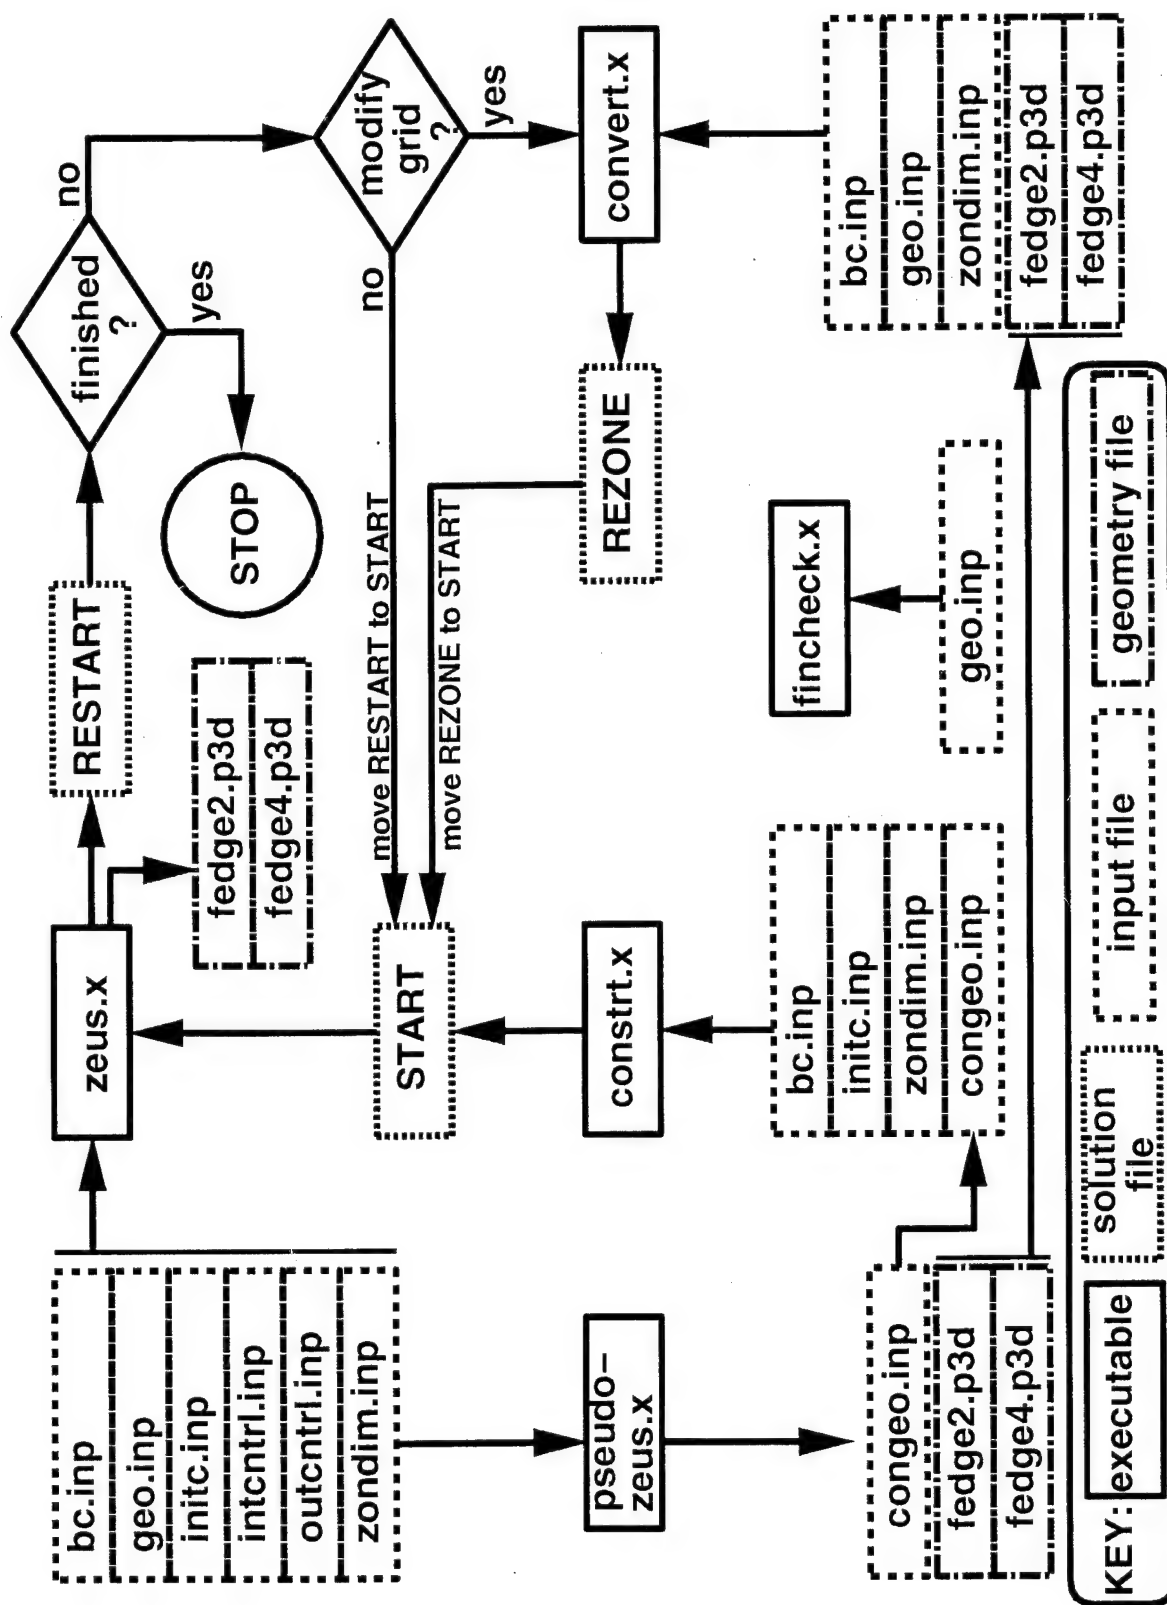 bc.inp
geo.inp
initc.inp
intcntrl.inp
outcntrl.inp
zondim.inp
zeus.x
RESTART
finished
?
no
yes
STOP
fedge2.p3d
fedge4.p3d
modify
grid
?
no
yes
move RESTART to START
move REZONE to START
START
REZONE
convert.x
constrt.x
pseudo–
zeus.x
bc.inp
initc.inp
zondim.inp
congeo.inp
fincheck.x
geo.inp
bc.inp
geo.inp
zondim.inp
fedge2.p3d
fedge4.p3d
congeo.inp
fedge2.p3d
fedge4.p3d
KEY:
executable
solution
file
input file
geometry file